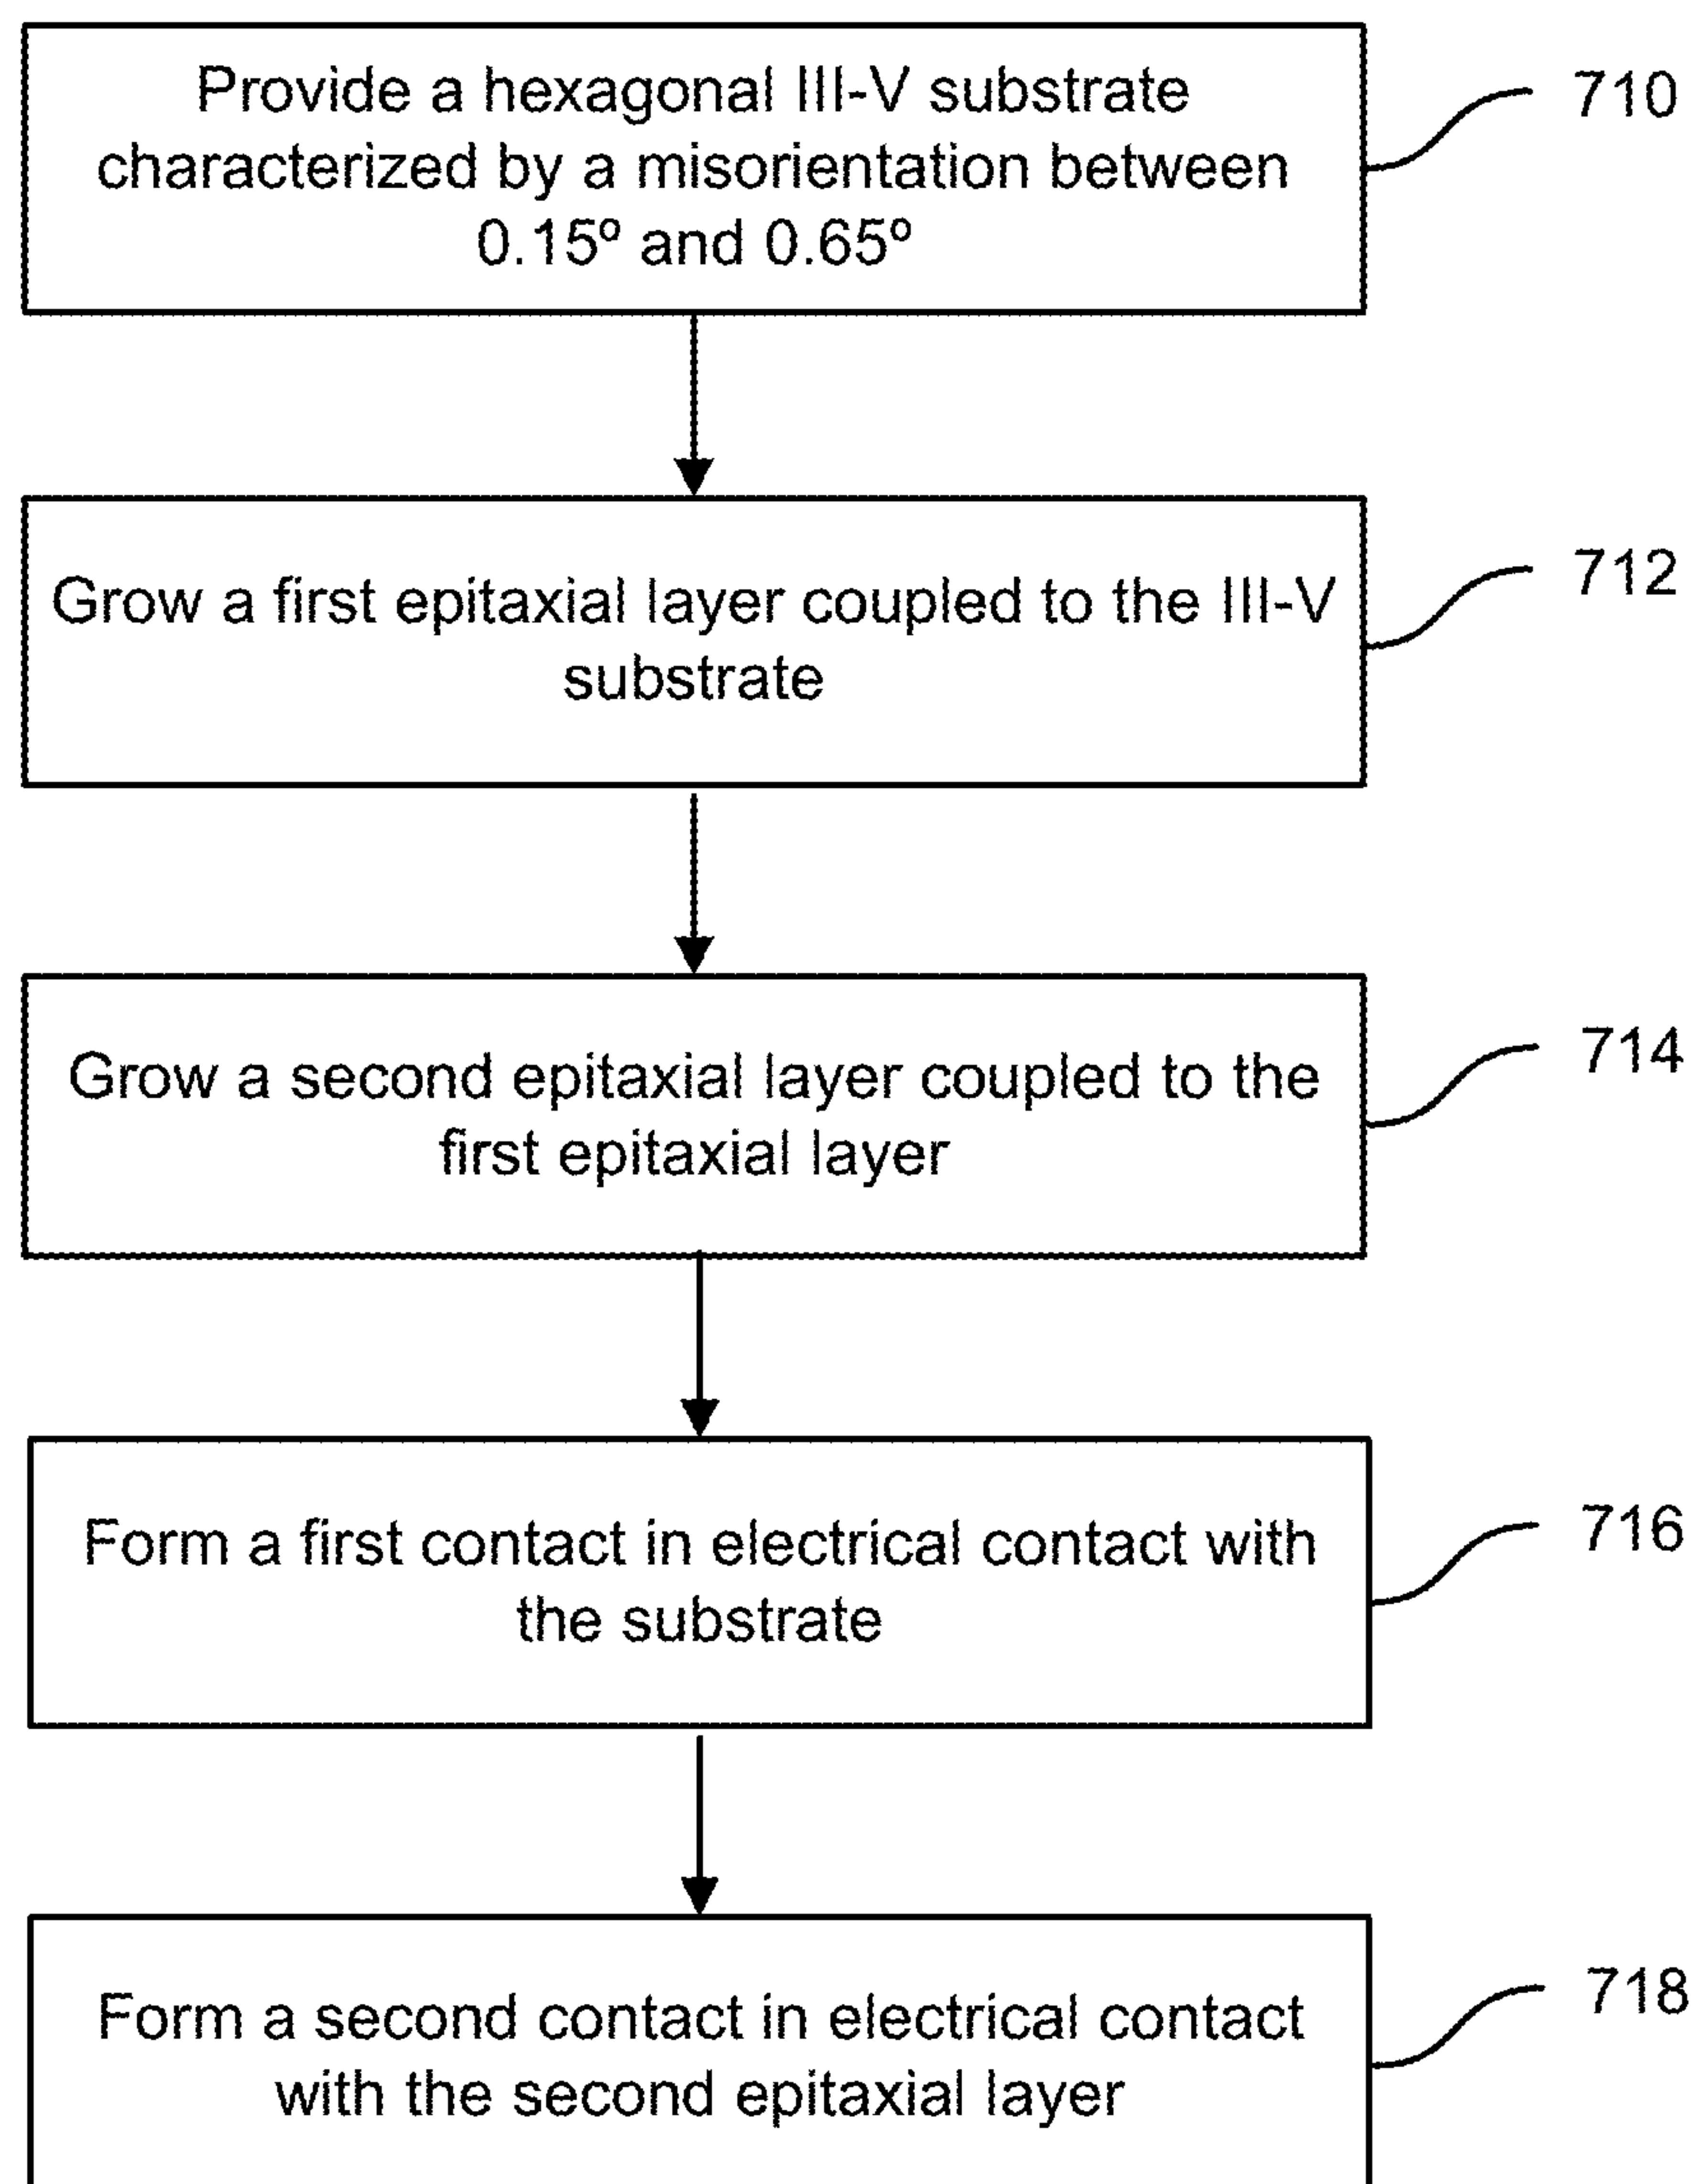 Provide a hexagonal III-V substrate
characterized by a misorientation between
0.15º and 0.65º
710
Grow a first epitaxial layer coupled to the III-V
substrate
712
Grow a second epitaxial layer coupled to the
first epitaxial layer
714
Form a first contact in electrical contact with
the substrate
716
Form a second contact in electrical contact
with the second epitaxial layer
718